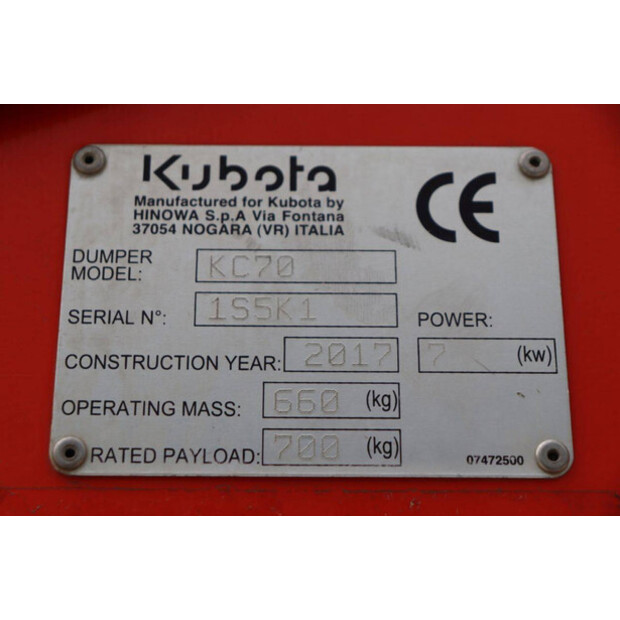 Kubota
Manufactured for Kubota by
HINOWA S.p.A Via Fontana
37054 NOGARA (VR) ITALIA
CE
DUMPER
MODEL: KC70
SERIAL N°: 1S5K1
POWER:
CONSTRUCTION YEAR: 2017
7 (kw)
OPERATING MASS: 660 (kg)
RATED PAYLOAD: 700 (kg)
07472500